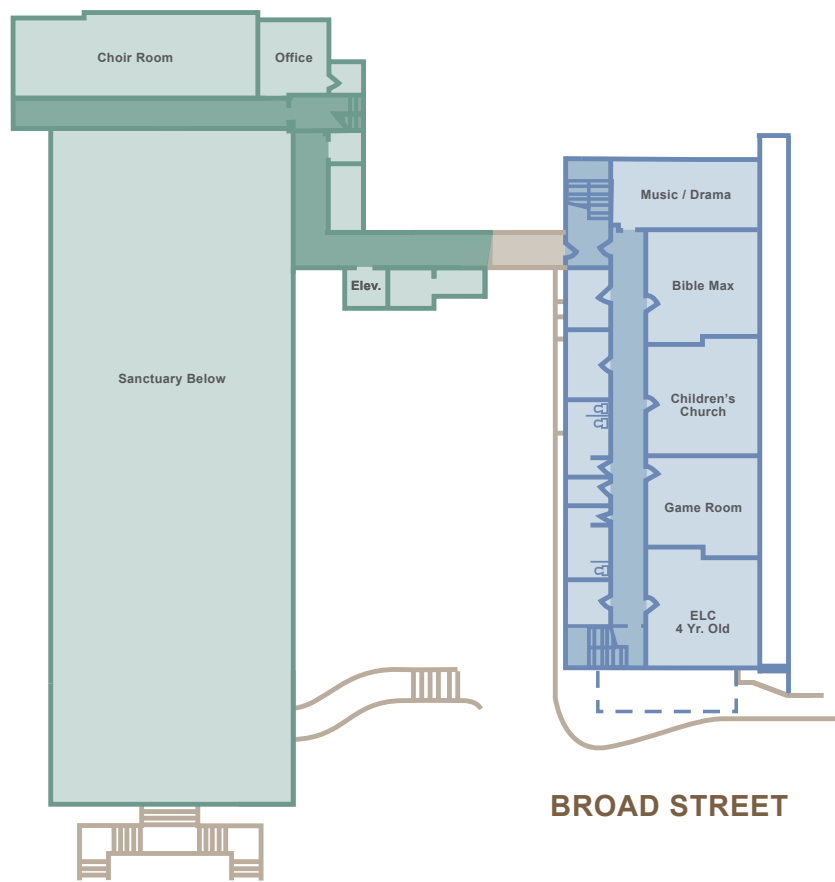 Choir Room
Office
Music / Drama
Bible Max
Elev.
Sanctuary Below
Children's
Church
Game Room
ELC
4 Yr. Old
BROAD STREET